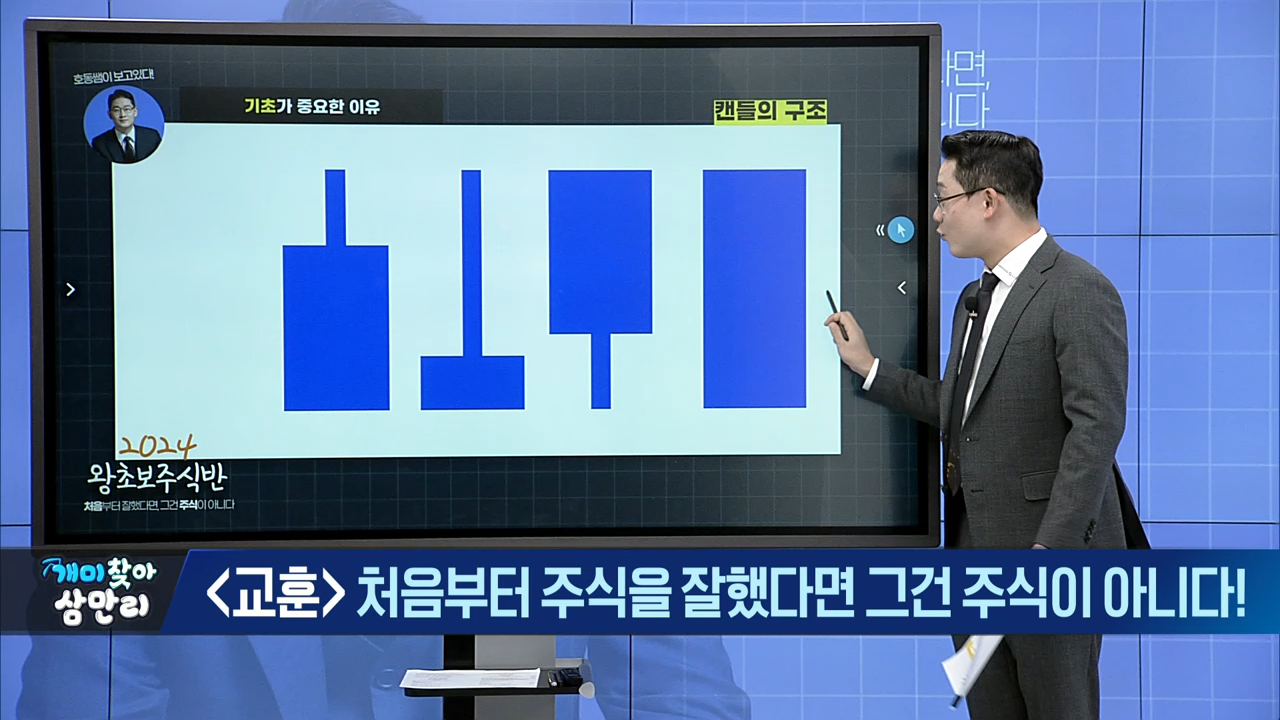 호동쌤이 보고있다!
기초가 중요한 이유
캔들의 구조
2024
왕초보주식반
처음부터 잘했다면, 그건 주식이 아니다
개미찾아
삼만리
<교훈> 처음부터 주식을 잘했다면 그건 주식이 아니다!